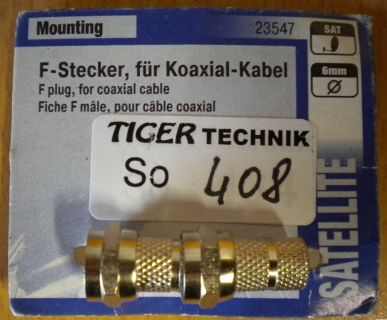 Mounting 23547 SAT
F-Stecker, für Koaxial-Kabel
F plug, for coaxial cable
Fiche F mâle, pour câble coaxial
6mm
TIGER TECHNIK
So 408
SATELLITE